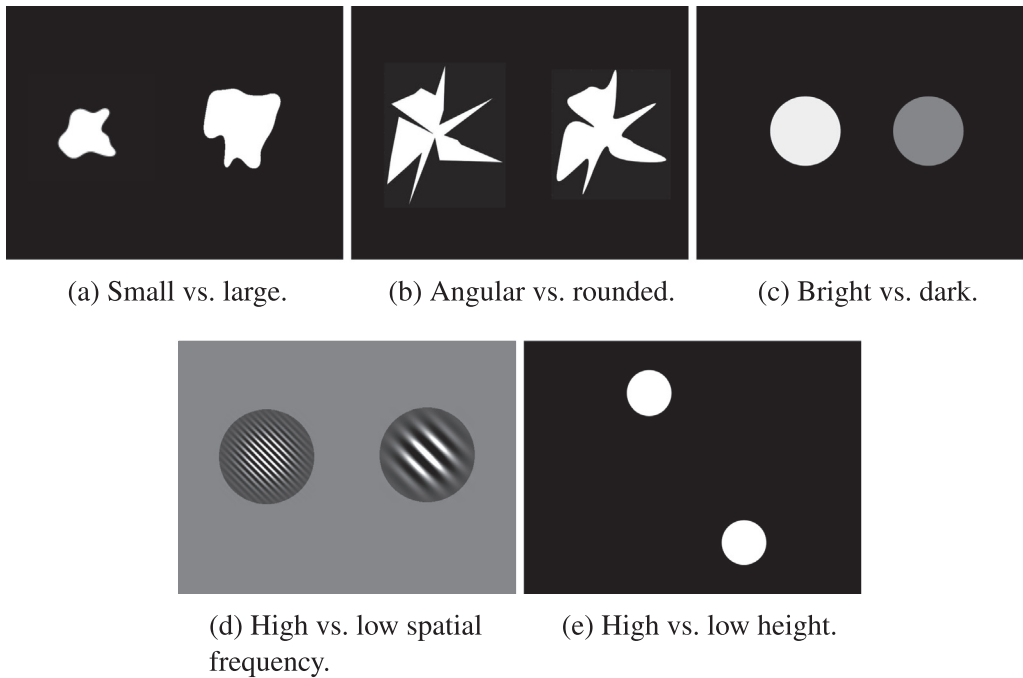 (a) Small vs. large.
(b) Angular vs. rounded.
(c) Bright vs. dark.
(d) High vs. low spatial
frequency.
(e) High vs. low height.